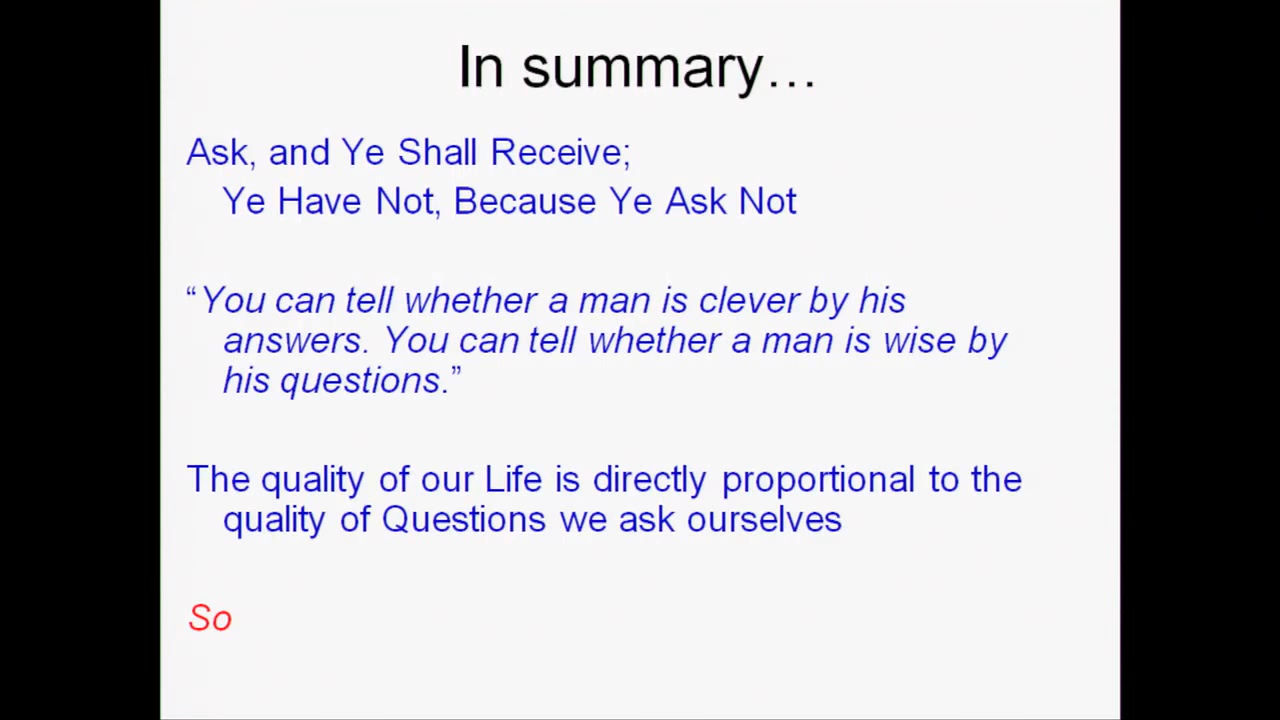 In summary…
Ask, and Ye Shall Receive;
Ye Have Not, Because Ye Ask Not
“You can tell whether a man is clever by his
answers. You can tell whether a man is wise by
his questions.”
The quality of our Life is directly proportional to the
quality of Questions we ask ourselves
So